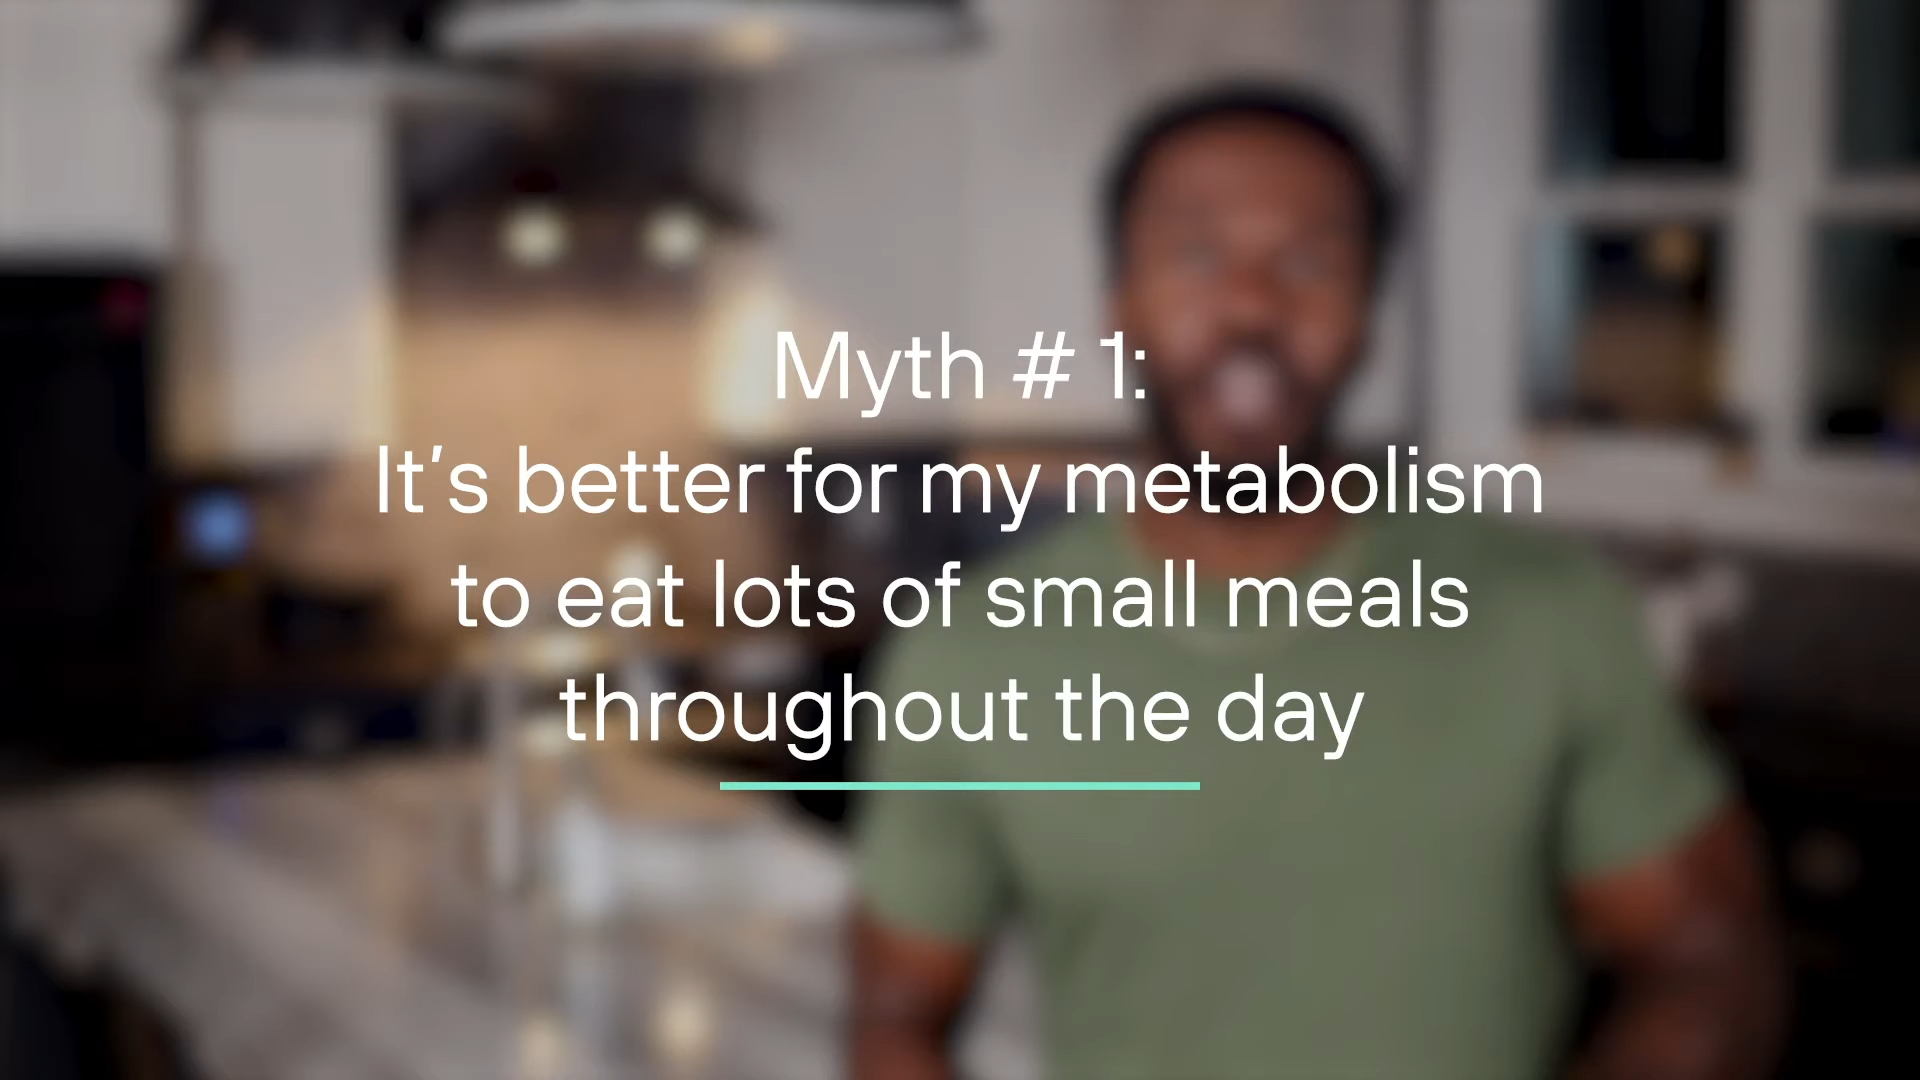 Myth # 1:
It's better for my metabolism
to eat lots of small meals
throughout the day